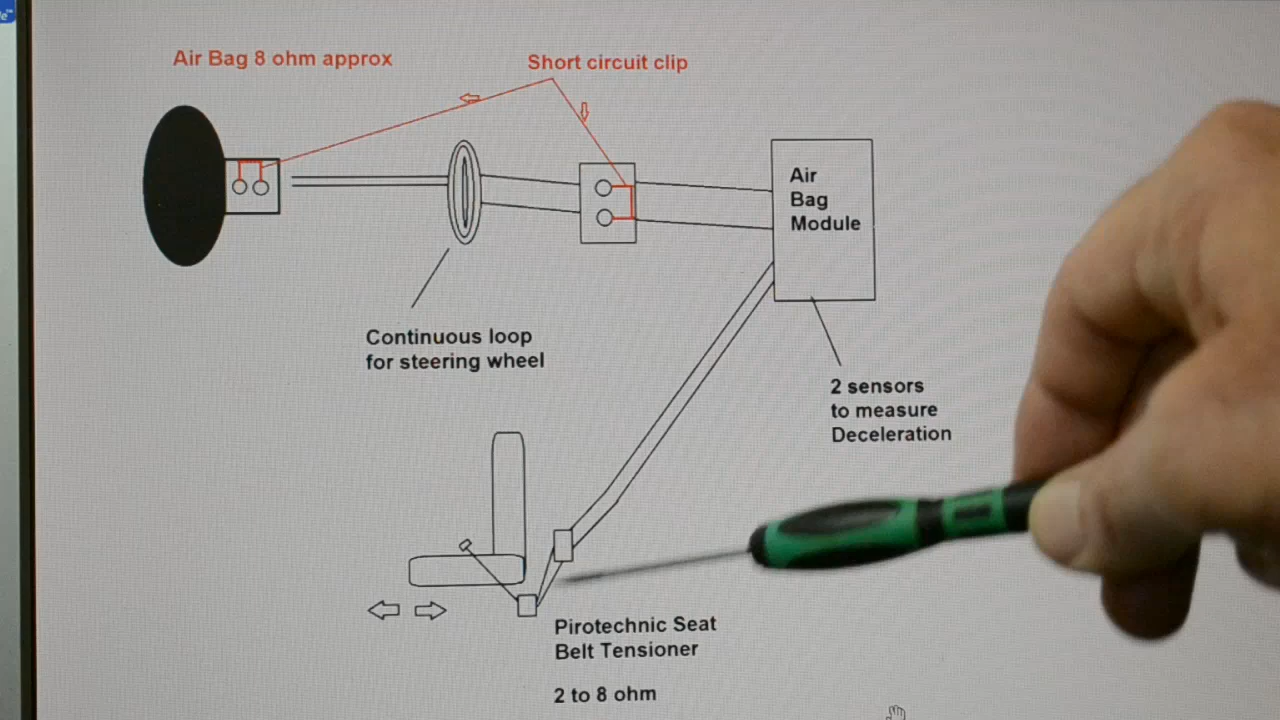 Air Bag 8 ohm approx
Short circuit clip
Air
Bag
Module
Continuous loop
for steering wheel
2 sensors
to measure
Deceleration
Pirotechnic Seat
Belt Tensioner
2 to 8 ohm